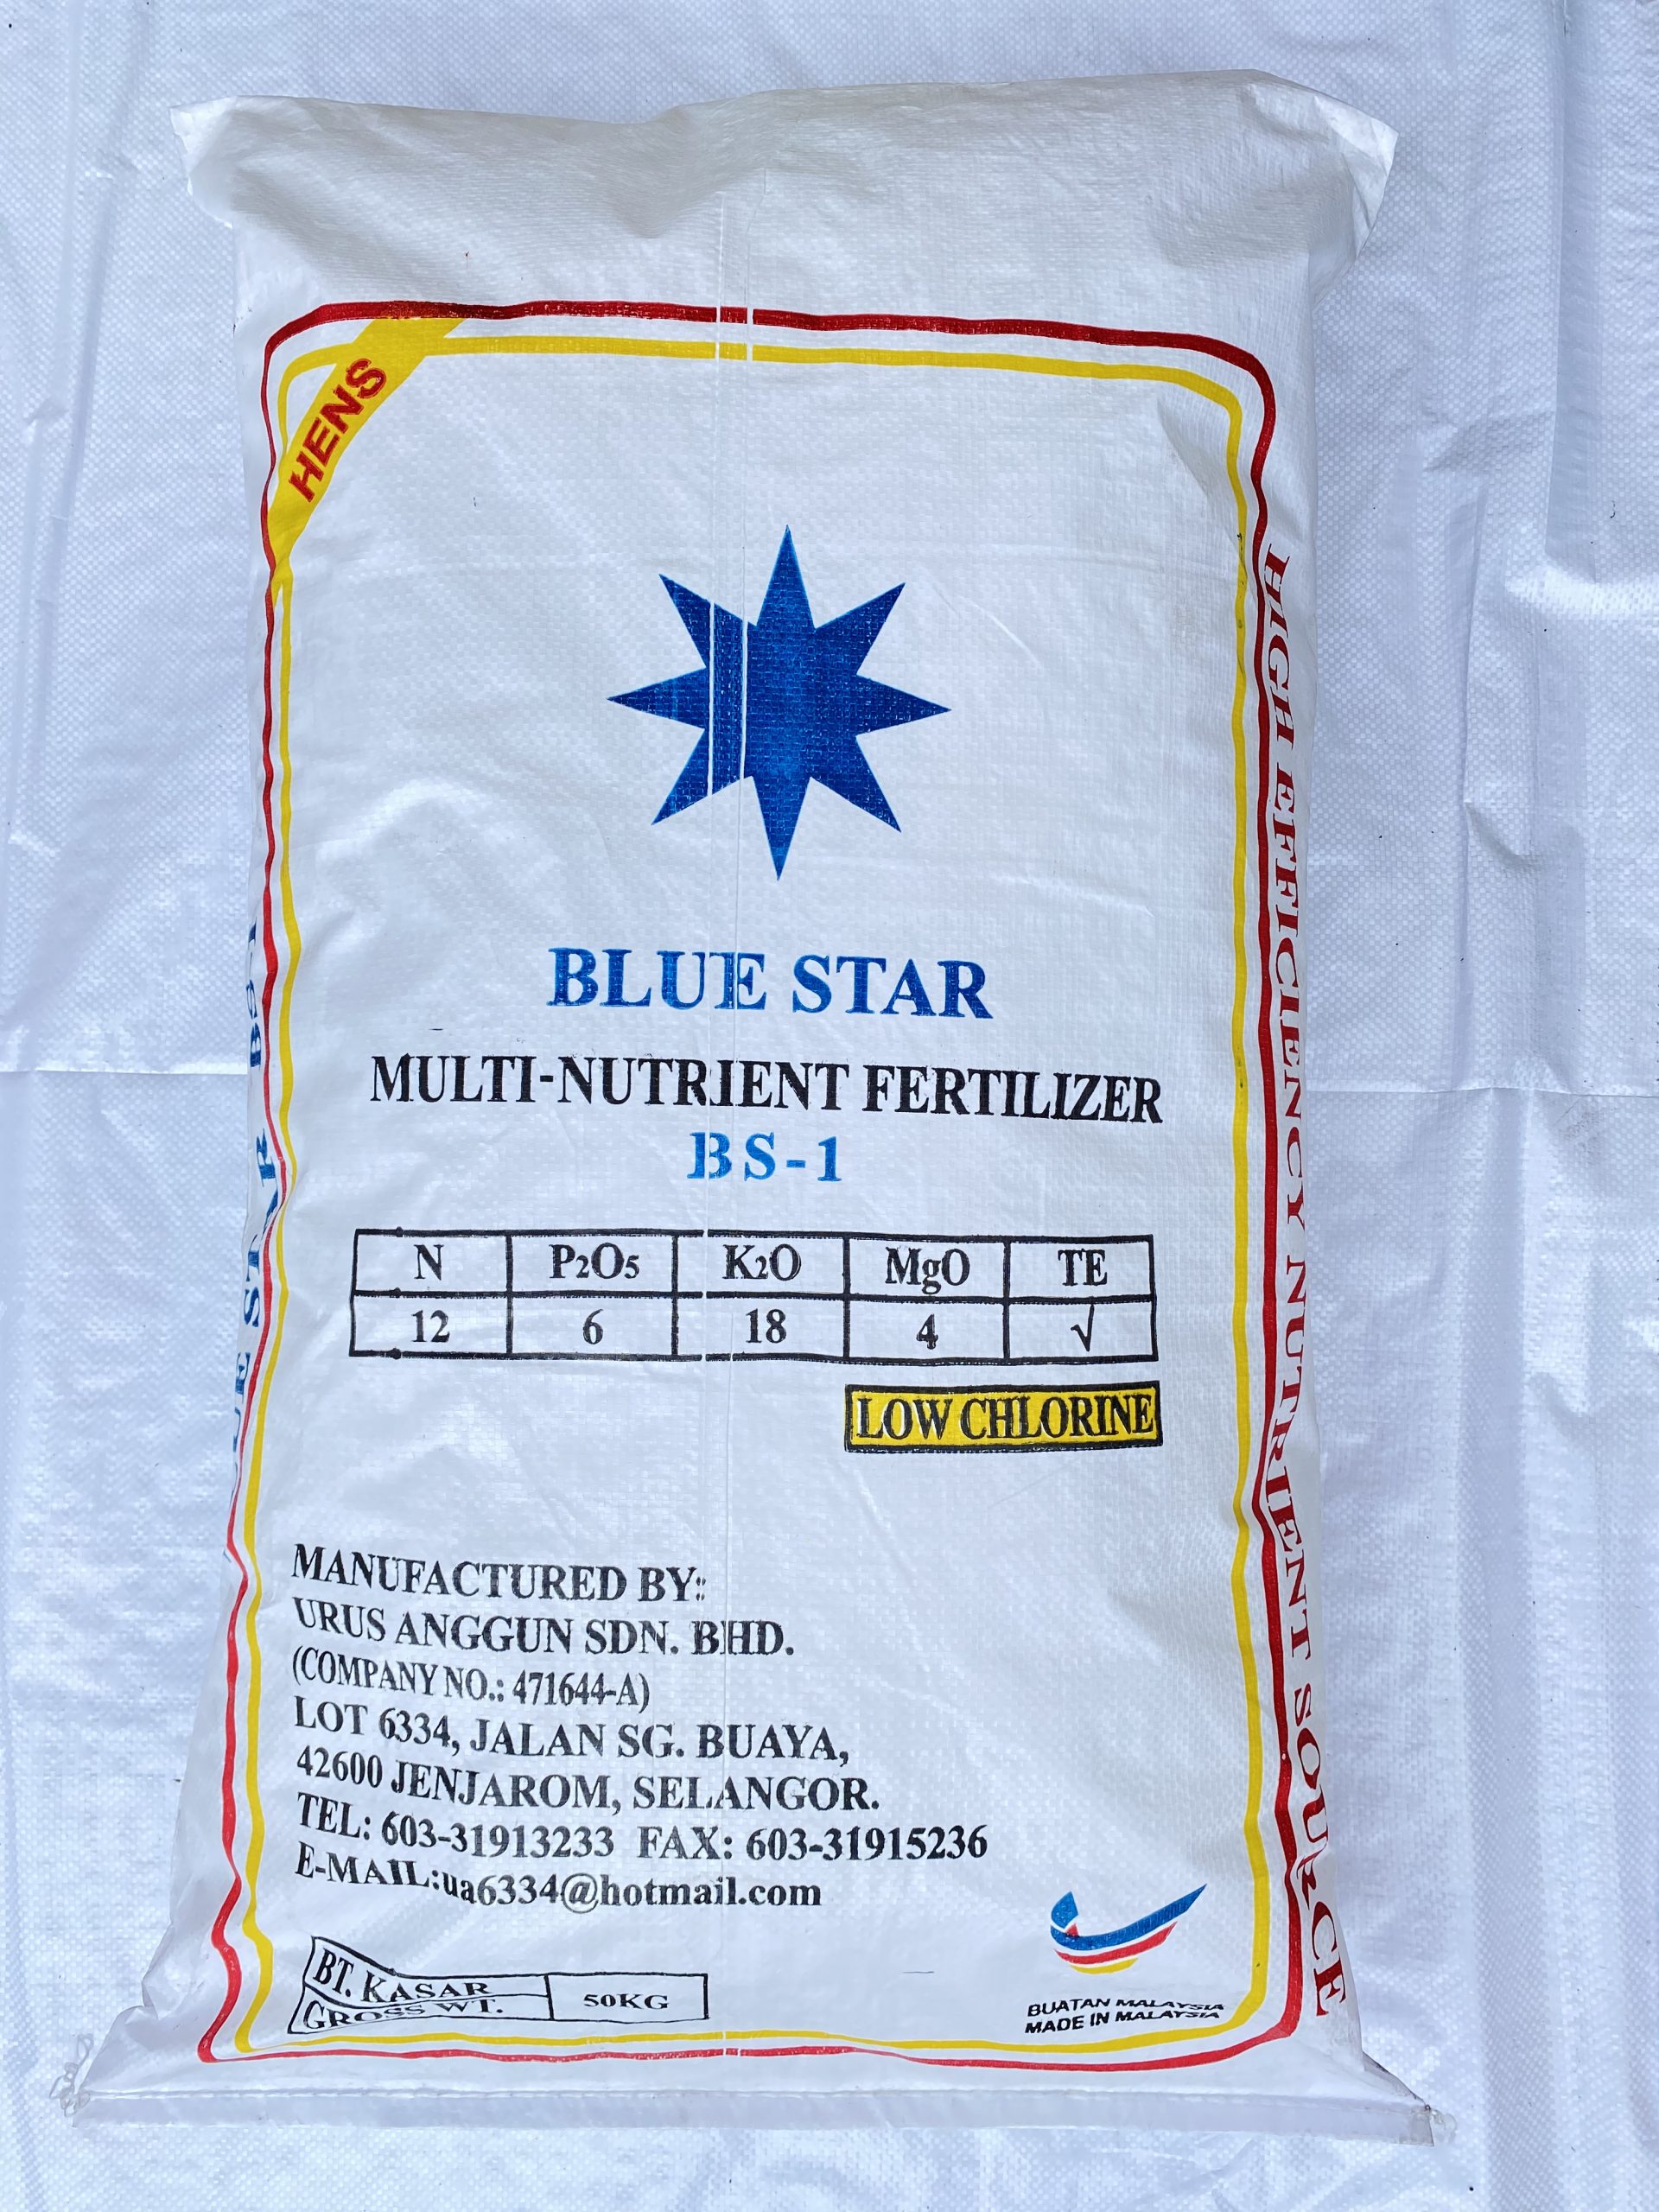 HENS
BLUE STAR
MULTI-NUTRIENT FERTILIZER
BS-1
N P2O5 K2O MgO TE
12 6 18 4 √
LOW CHLORINE
MANUFACTURED BY:
URUS ANGGUN SDN. BHD.
(COMPANY NO.: 471644-A)
LOT 6334, JALAN SG. BUAYA,
42600 JENJAROM, SELANGOR.
TEL: 603-31913233 FAX: 603-31915236
E-MAIL:ua6334@hotmail.com
BT. KASAR
GROSS WT.
50KG
BUATAN MALAYSIA
MADE IN MALAYSIA
HIGH EFFICIENCY NUTRIENT SOURCE
STAR BS-1